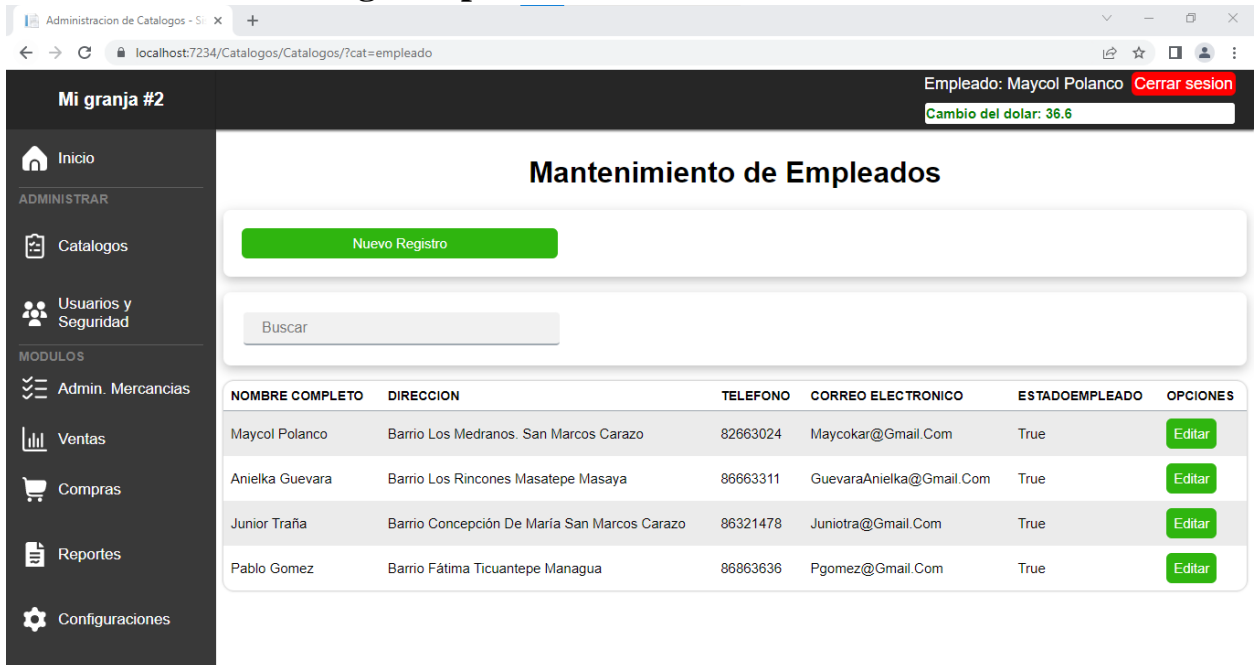 Administracion de Catalogos - Si
localhost:7234/Catalogos/Catalogos/?cat=empleado
Mi granja #2
Empleado: Maycol Polanco Cerrar sesion
Cambio del dolar: 36.6
Inicio
ADMINISTRAR
Catalogos
Usuarios y
Seguridad
MODULOS
Admin. Mercancias
Ventas
Compras
Reportes
Configuraciones
Mantenimiento de Empleados
Nuevo Registro
Buscar
NOMBRE COMPLETO DIRECCION TELEFONO CORREO ELECTRONICO ESTADOEMPLEADO OPCIONES
Maycol Polanco Barrio Los Medranos. San Marcos Carazo 82663024 Maycokar@Gmail.Com True Editar
Anielka Guevara Barrio Los Rincones Masatepe Masaya 86663311 GuevaraAnielka@Gmail.Com True Editar
Junior Traña Barrio Concepción De María San Marcos Carazo 86321478 Juniotra@Gmail.Com True Editar
Pablo Gomez Barrio Fátima Ticuantepe Managua 86863636 Pgomez@Gmail.Com True Editar